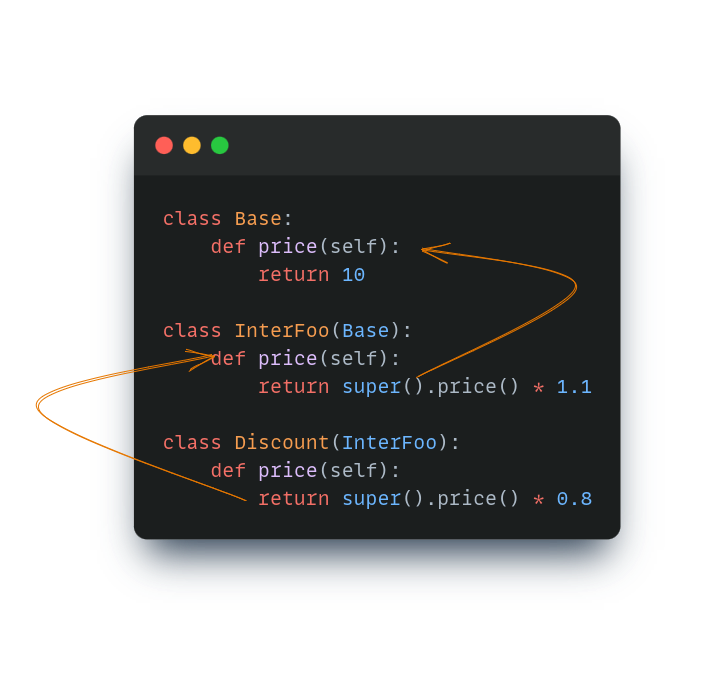 class Base:
    def price(self):
        return 10
class InterFoo(Base):
    def price(self):
        return super().price() * 1.1
class Discount(InterFoo):
    def price(self):
        return super().price() * 0.8